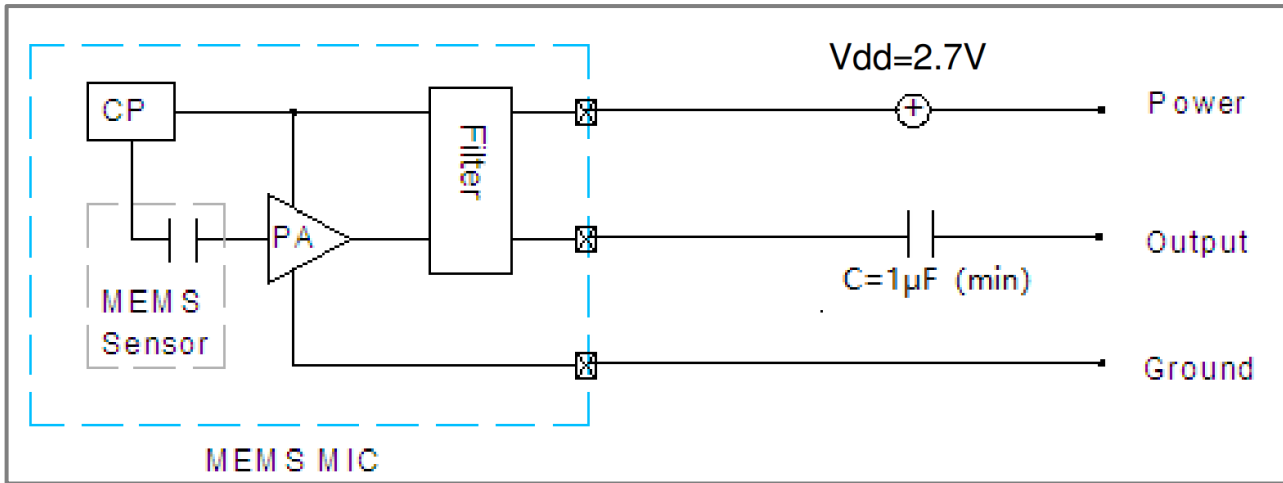 Vdd=2.7V
CP
Filter
Power
PA
Output
MEMS
Sensor
C=1µF (min)
Ground
MEMS MIC